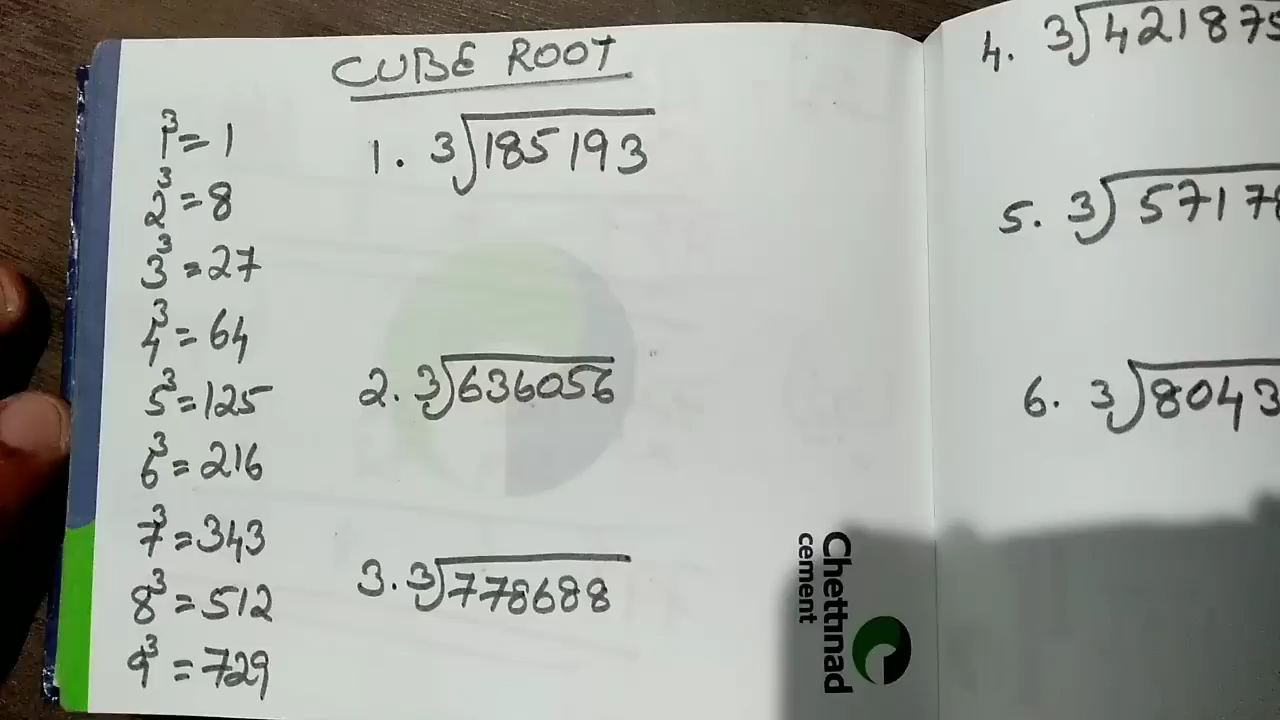 CUBE ROOT
1³ = 1
2³ = 8
3³ = 27
4³ = 64
5³ = 125
6³ = 216
7³ = 343
8³ = 512
9³ = 729
1. 3√185193
2. 3√636056
3. 3√778688
Chettinad
cement
4. 3√421875
5. 3√5717
6. 3√8043